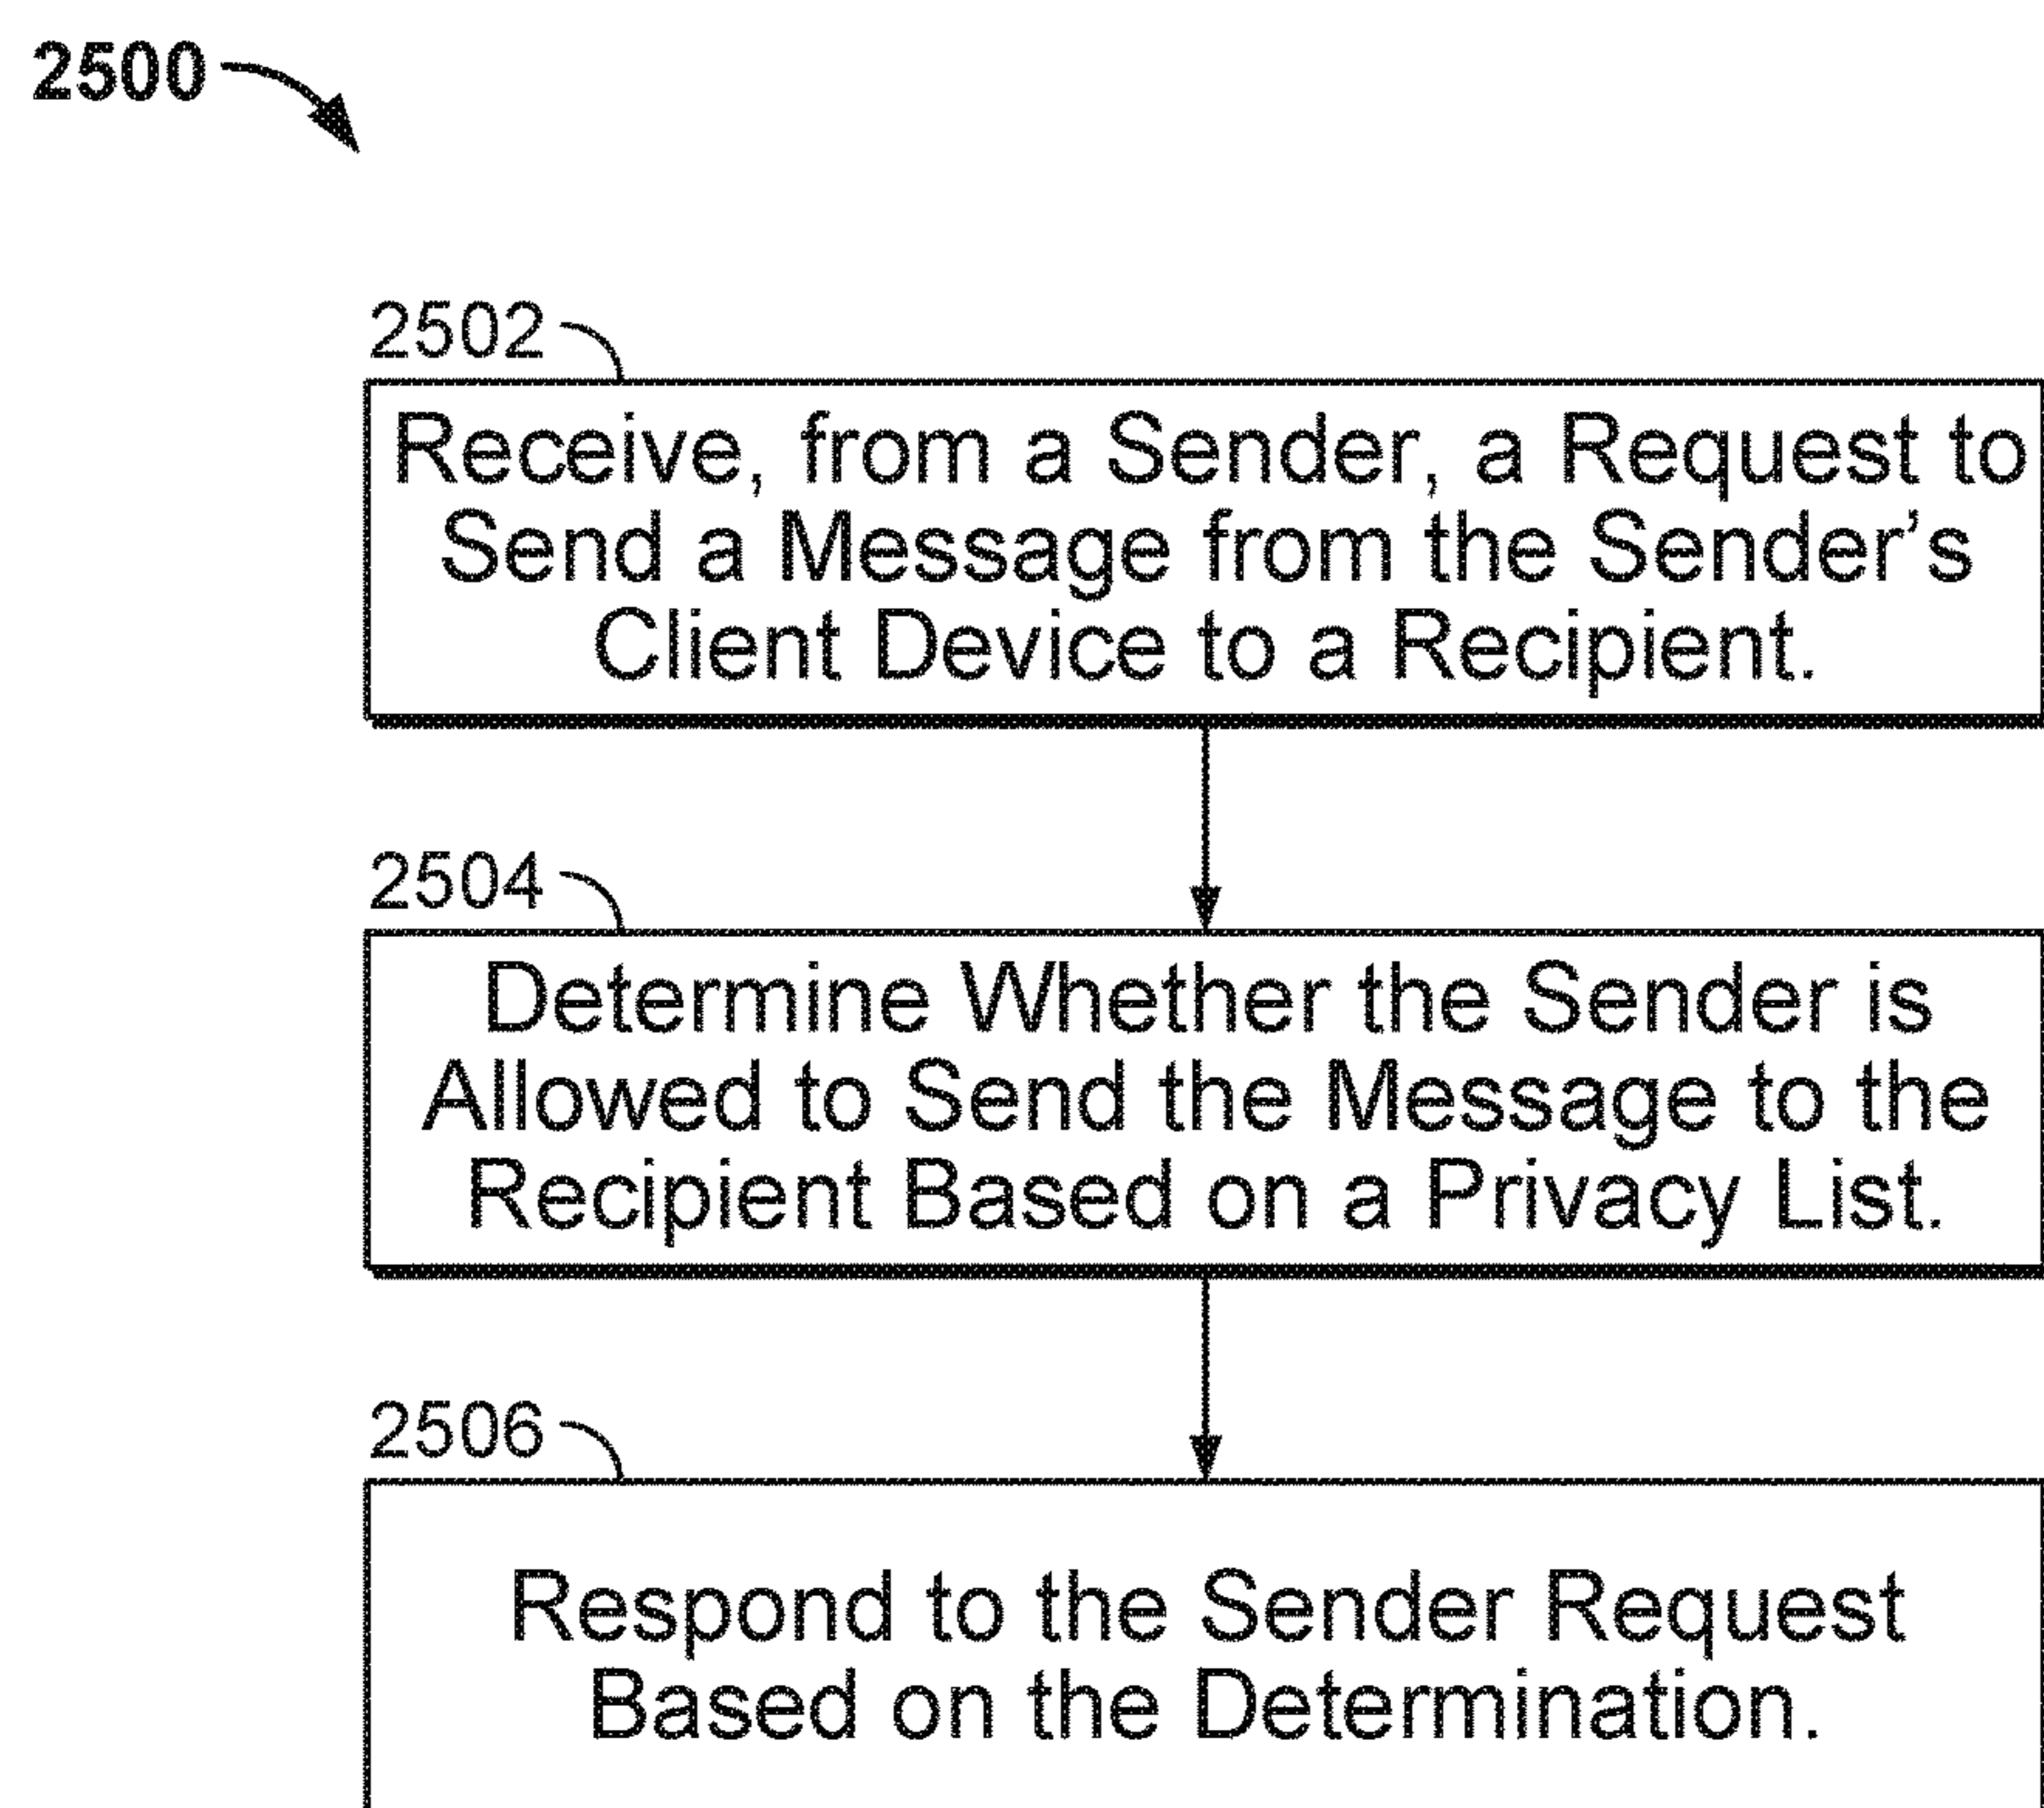 2500
2502
Receive, from a Sender, a Request to
Send a Message from the Sender's
Client Device to a Recipient.
2504
Determine Whether the Sender is
Allowed to Send the Message to the
Recipient Based on a Privacy List.
2506
Respond to the Sender Request
Based on the Determination.